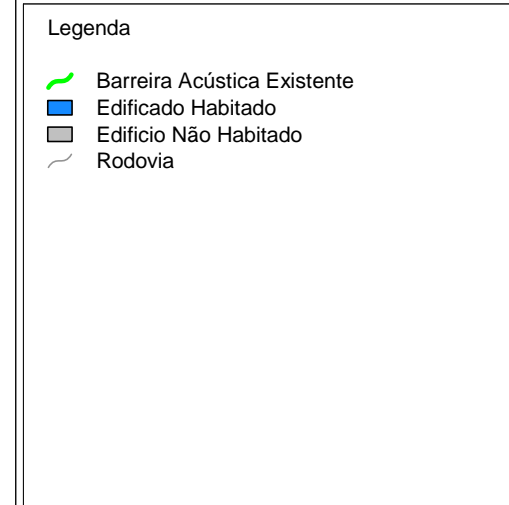 Legenda
Barreira Acústica Existente
Edificado Habitado
Edificio Não Habitado
Rodovia